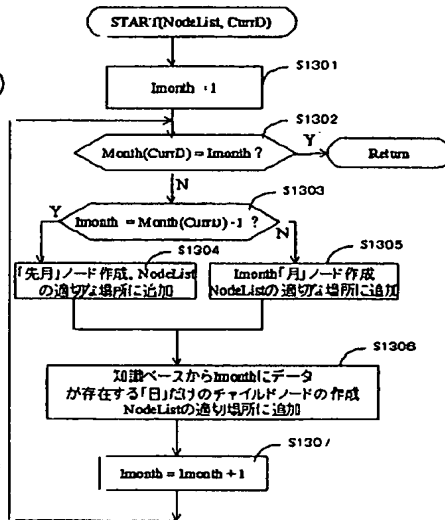 START(NodeList, CurrD)
S1301
Imonth = 1
S1302
Month(CurrD) = Imonth ?
Y
Return
N
S1303
Imonth = Month(CurrD) - 1 ?
Y
N
S1304
「先月」ノード作成。NodeList
の適切な場所に追加
S1305
Imonth「月」ノード作成
NodeListの適切な場所に追加
S1306
知識ベースからImonthにデータ
が存在する「日」だけのチャイルドノードの作成
NodeListの適切場所に追加
S1307
Imonth = Imonth + 1